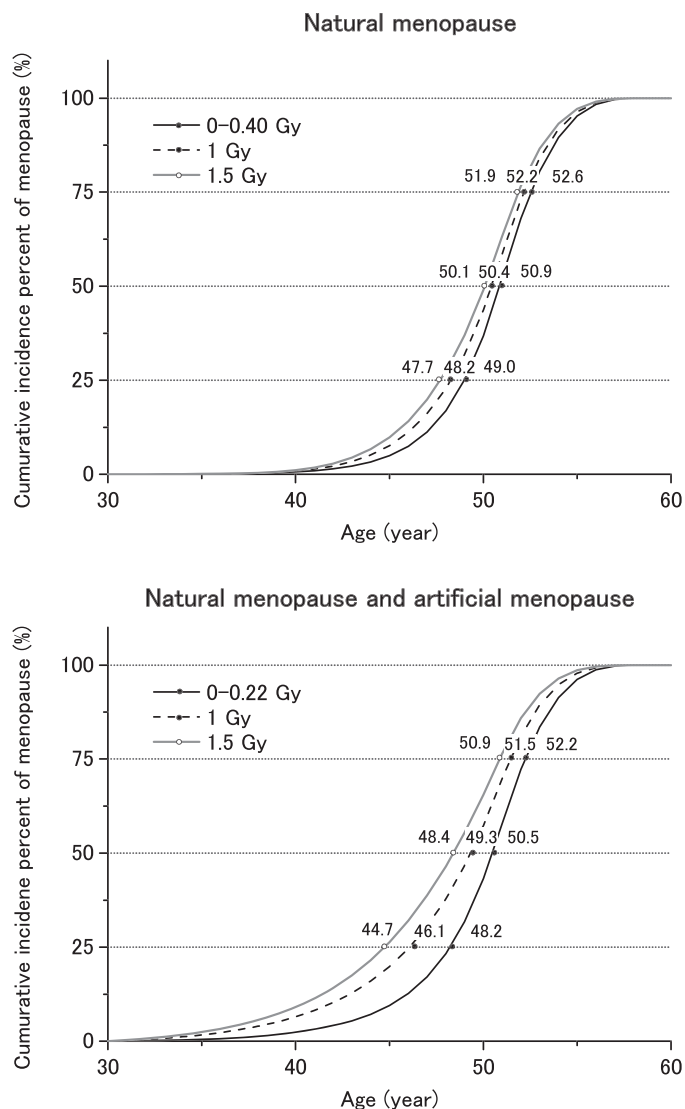 Natural menopause
Cumurative incidence percent of menopause (%)
100
75
50
25
0
0-0.40 Gy
1 Gy
1.5 Gy
51.9 52.2 52.6
50.1 50.4 50.9
47.7 48.2 49.0
30 40 50 60
Age (year)
Natural menopause and artificial menopause
Cumurative incidene percent of menopause (%)
100
75
50
25
0
0-0.22 Gy
1 Gy
1.5 Gy
50.9 51.5 52.2
48.4 49.3 50.5
44.7 46.1 48.2
30 40 50 60
Age (year)